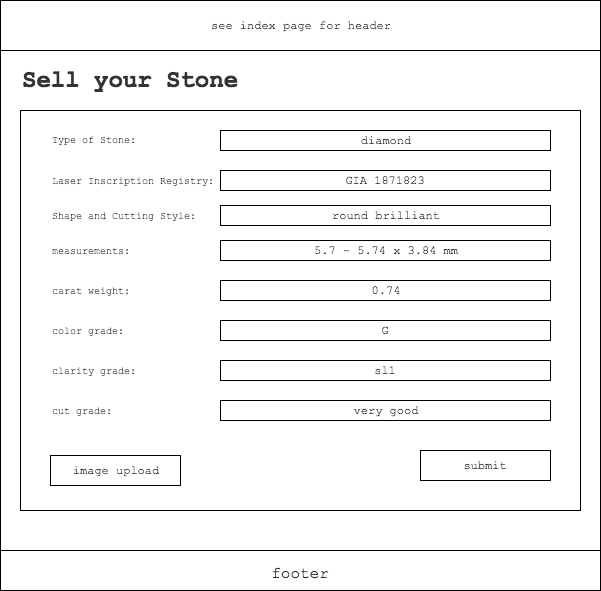 see index page for header
Sell your Stone
Type of Stone: diamond
Laser Inscription Registry: GIA 1871823
Shape and Cutting Style: round brilliant
measurements: 5.7 - 5.74 x 3.84 mm
carat weight: 0.74
color grade: G
clarity grade: sl1
cut grade: very good
image upload submit
footer